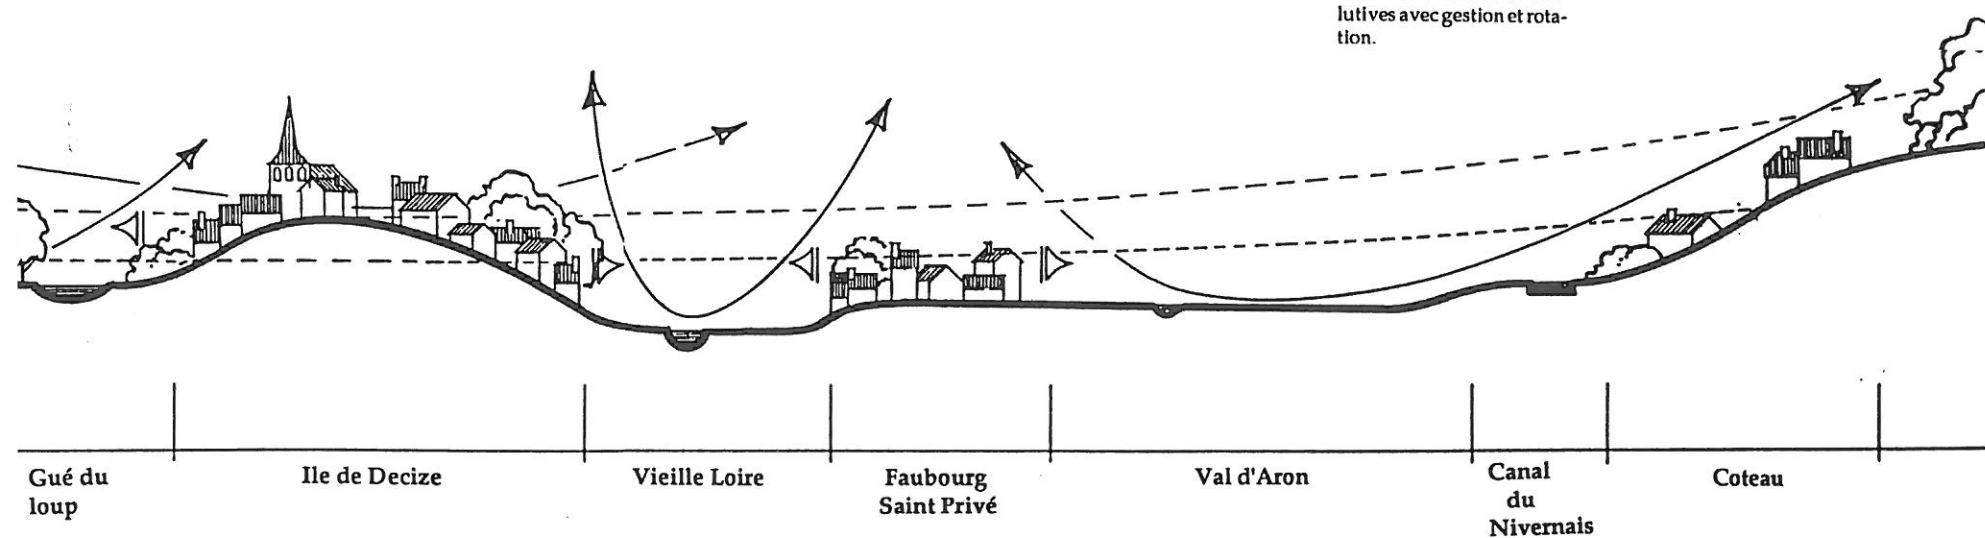 lutives avec gestion et rota-
tion.
Gué du
loup
Ile de Decize
Vieille Loire
Faubourg
Saint Privé
Val d'Aron
Canal
du
Nivernais
Coteau